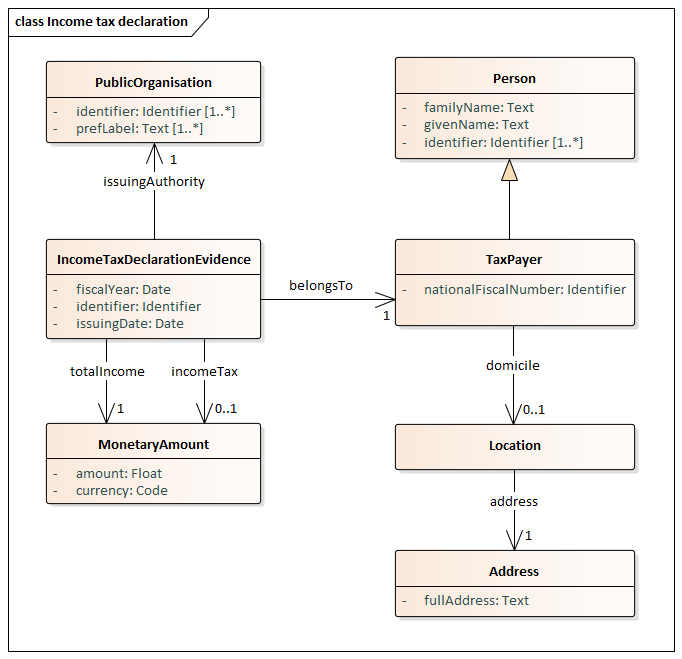 class Income tax declaration
PublicOrganisation
- identifier: Identifier [1..*]
- prefLabel: Text [1..*]
Person
- familyName: Text
- givenName: Text
- identifier: Identifier [1..*]
1
issuingAuthority
IncomeTaxDeclarationEvidence
- fiscalYear: Date
- identifier: Identifier
- issuingDate: Date
belongsTo
1
TaxPayer
- nationalFiscalNumber: Identifier
totalIncome
1
incomeTax
0..1
domicile
0..1
MonetaryAmount
- amount: Float
- currency: Code
Location
address
1
Address
- fullAddress: Text